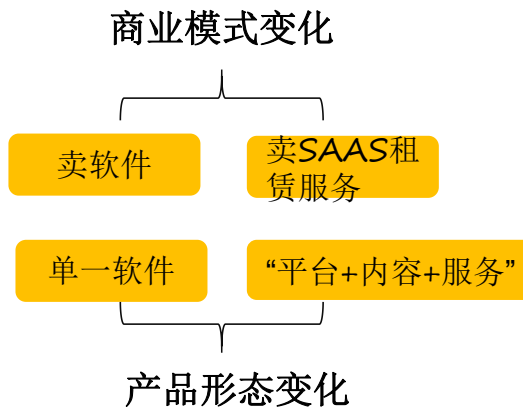 商业模式变化
卖软件
卖SAAS租
赁服务
单一软件
“平台+内容+服务”
产品形态变化